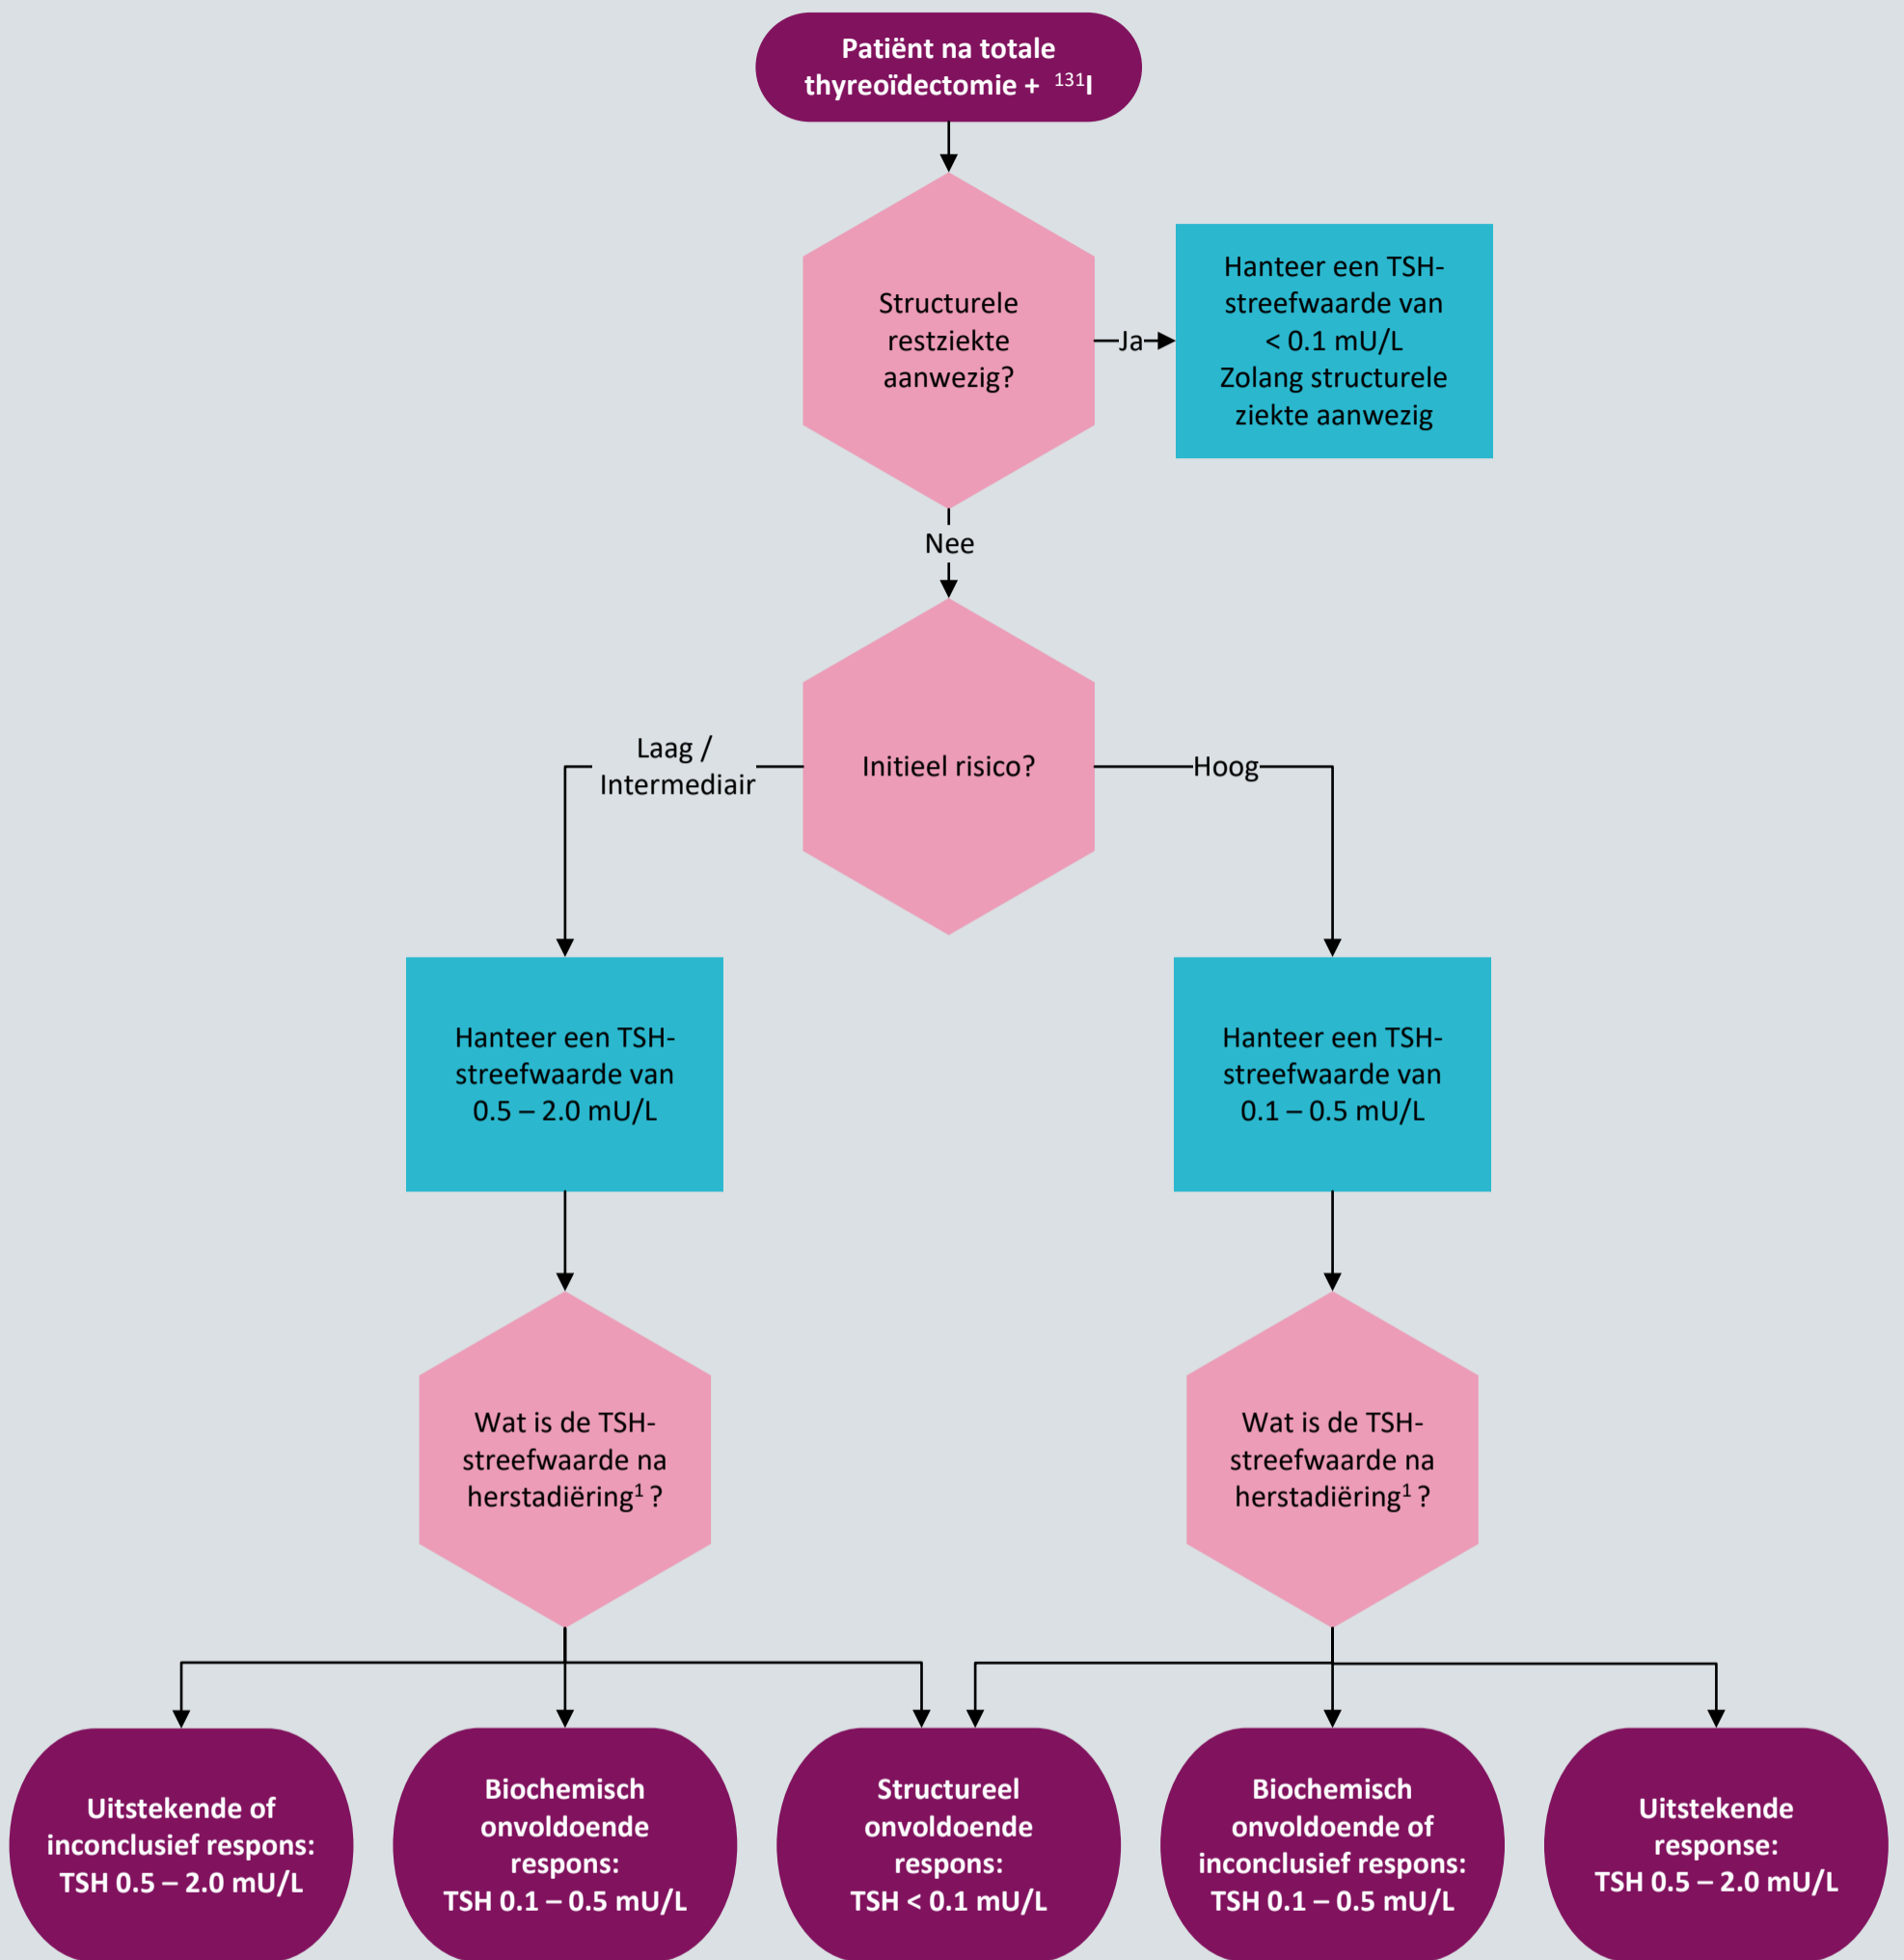 Patiënt na totale
thyreoïdectomie + ¹³¹I
Structurele
restziekte
aanwezig?
Ja
Hanteer een TSH-
streefwaarde van
< 0.1 mU/L
Zolang structurele
ziekte aanwezig
Nee
Initieel risico?
Laag /
Intermediair
Hoog
Hanteer een TSH-
streefwaarde van
0.5 – 2.0 mU/L
Hanteer een TSH-
streefwaarde van
0.1 – 0.5 mU/L
Wat is de TSH-
streefwaarde na
herstadiëring¹ ?
Wat is de TSH-
streefwaarde na
herstadiëring¹ ?
Uitstekende of
inconclusief respons:
TSH 0.5 – 2.0 mU/L
Biochemisch
onvoldoende
respons:
TSH 0.1 – 0.5 mU/L
Structureel
onvoldoende
respons:
TSH < 0.1 mU/L
Biochemisch
onvoldoende of
inconclusief respons:
TSH 0.1 – 0.5 mU/L
Uitstekende
response:
TSH 0.5 – 2.0 mU/L